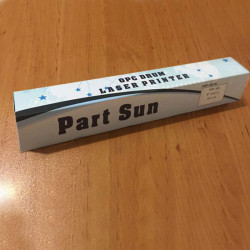 OPC DRUM
LASER PRINTER
Part Sun